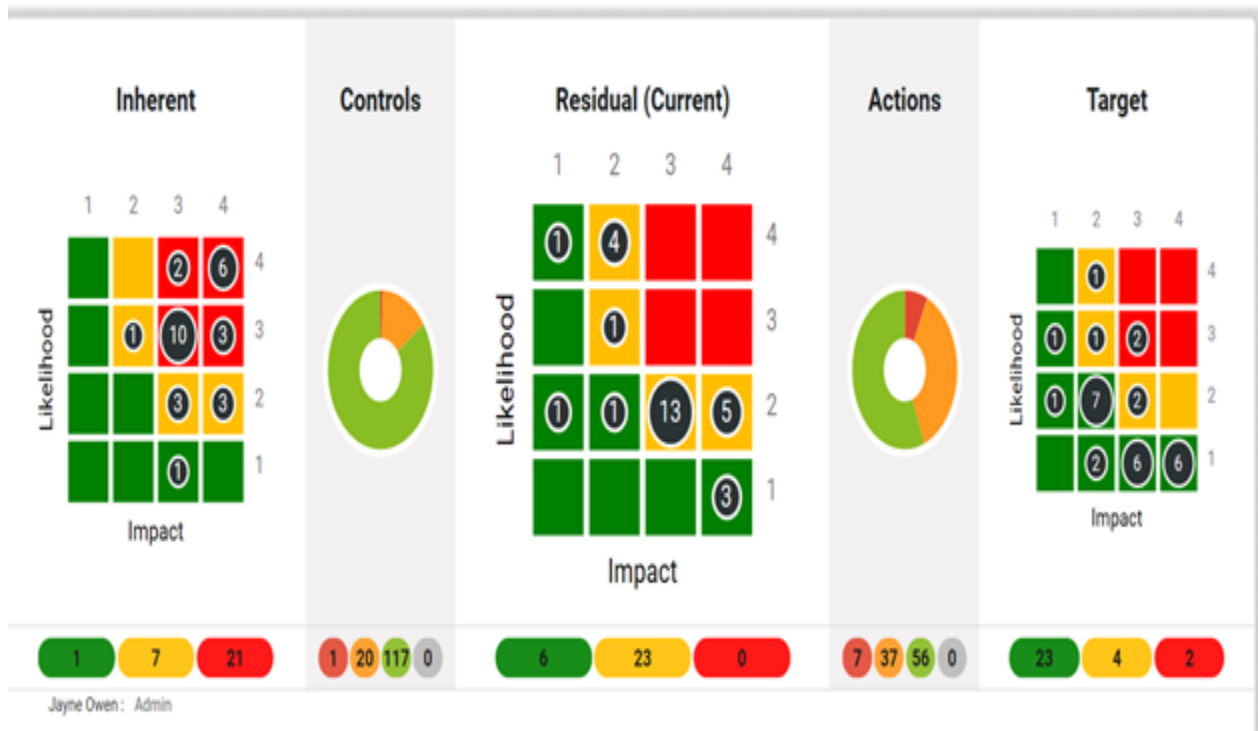 Inherent Controls Residual (Current) Actions Target
1 2 3 4
1 2 3 4
1 2 3 4
2 6 4
1 10 3 3
3 3 2
1 1
Likelihood
Impact
1 4 4
1 3
1 1 13 5 2
3 1
Likelihood
Impact
1 4
1 1 2 3
1 7 2 2
2 6 6 1
Likelihood
Impact
1 7 21 1 20 117 0 6 23 0 7 37 56 0 23 4 2
Jayne Owen : Admin